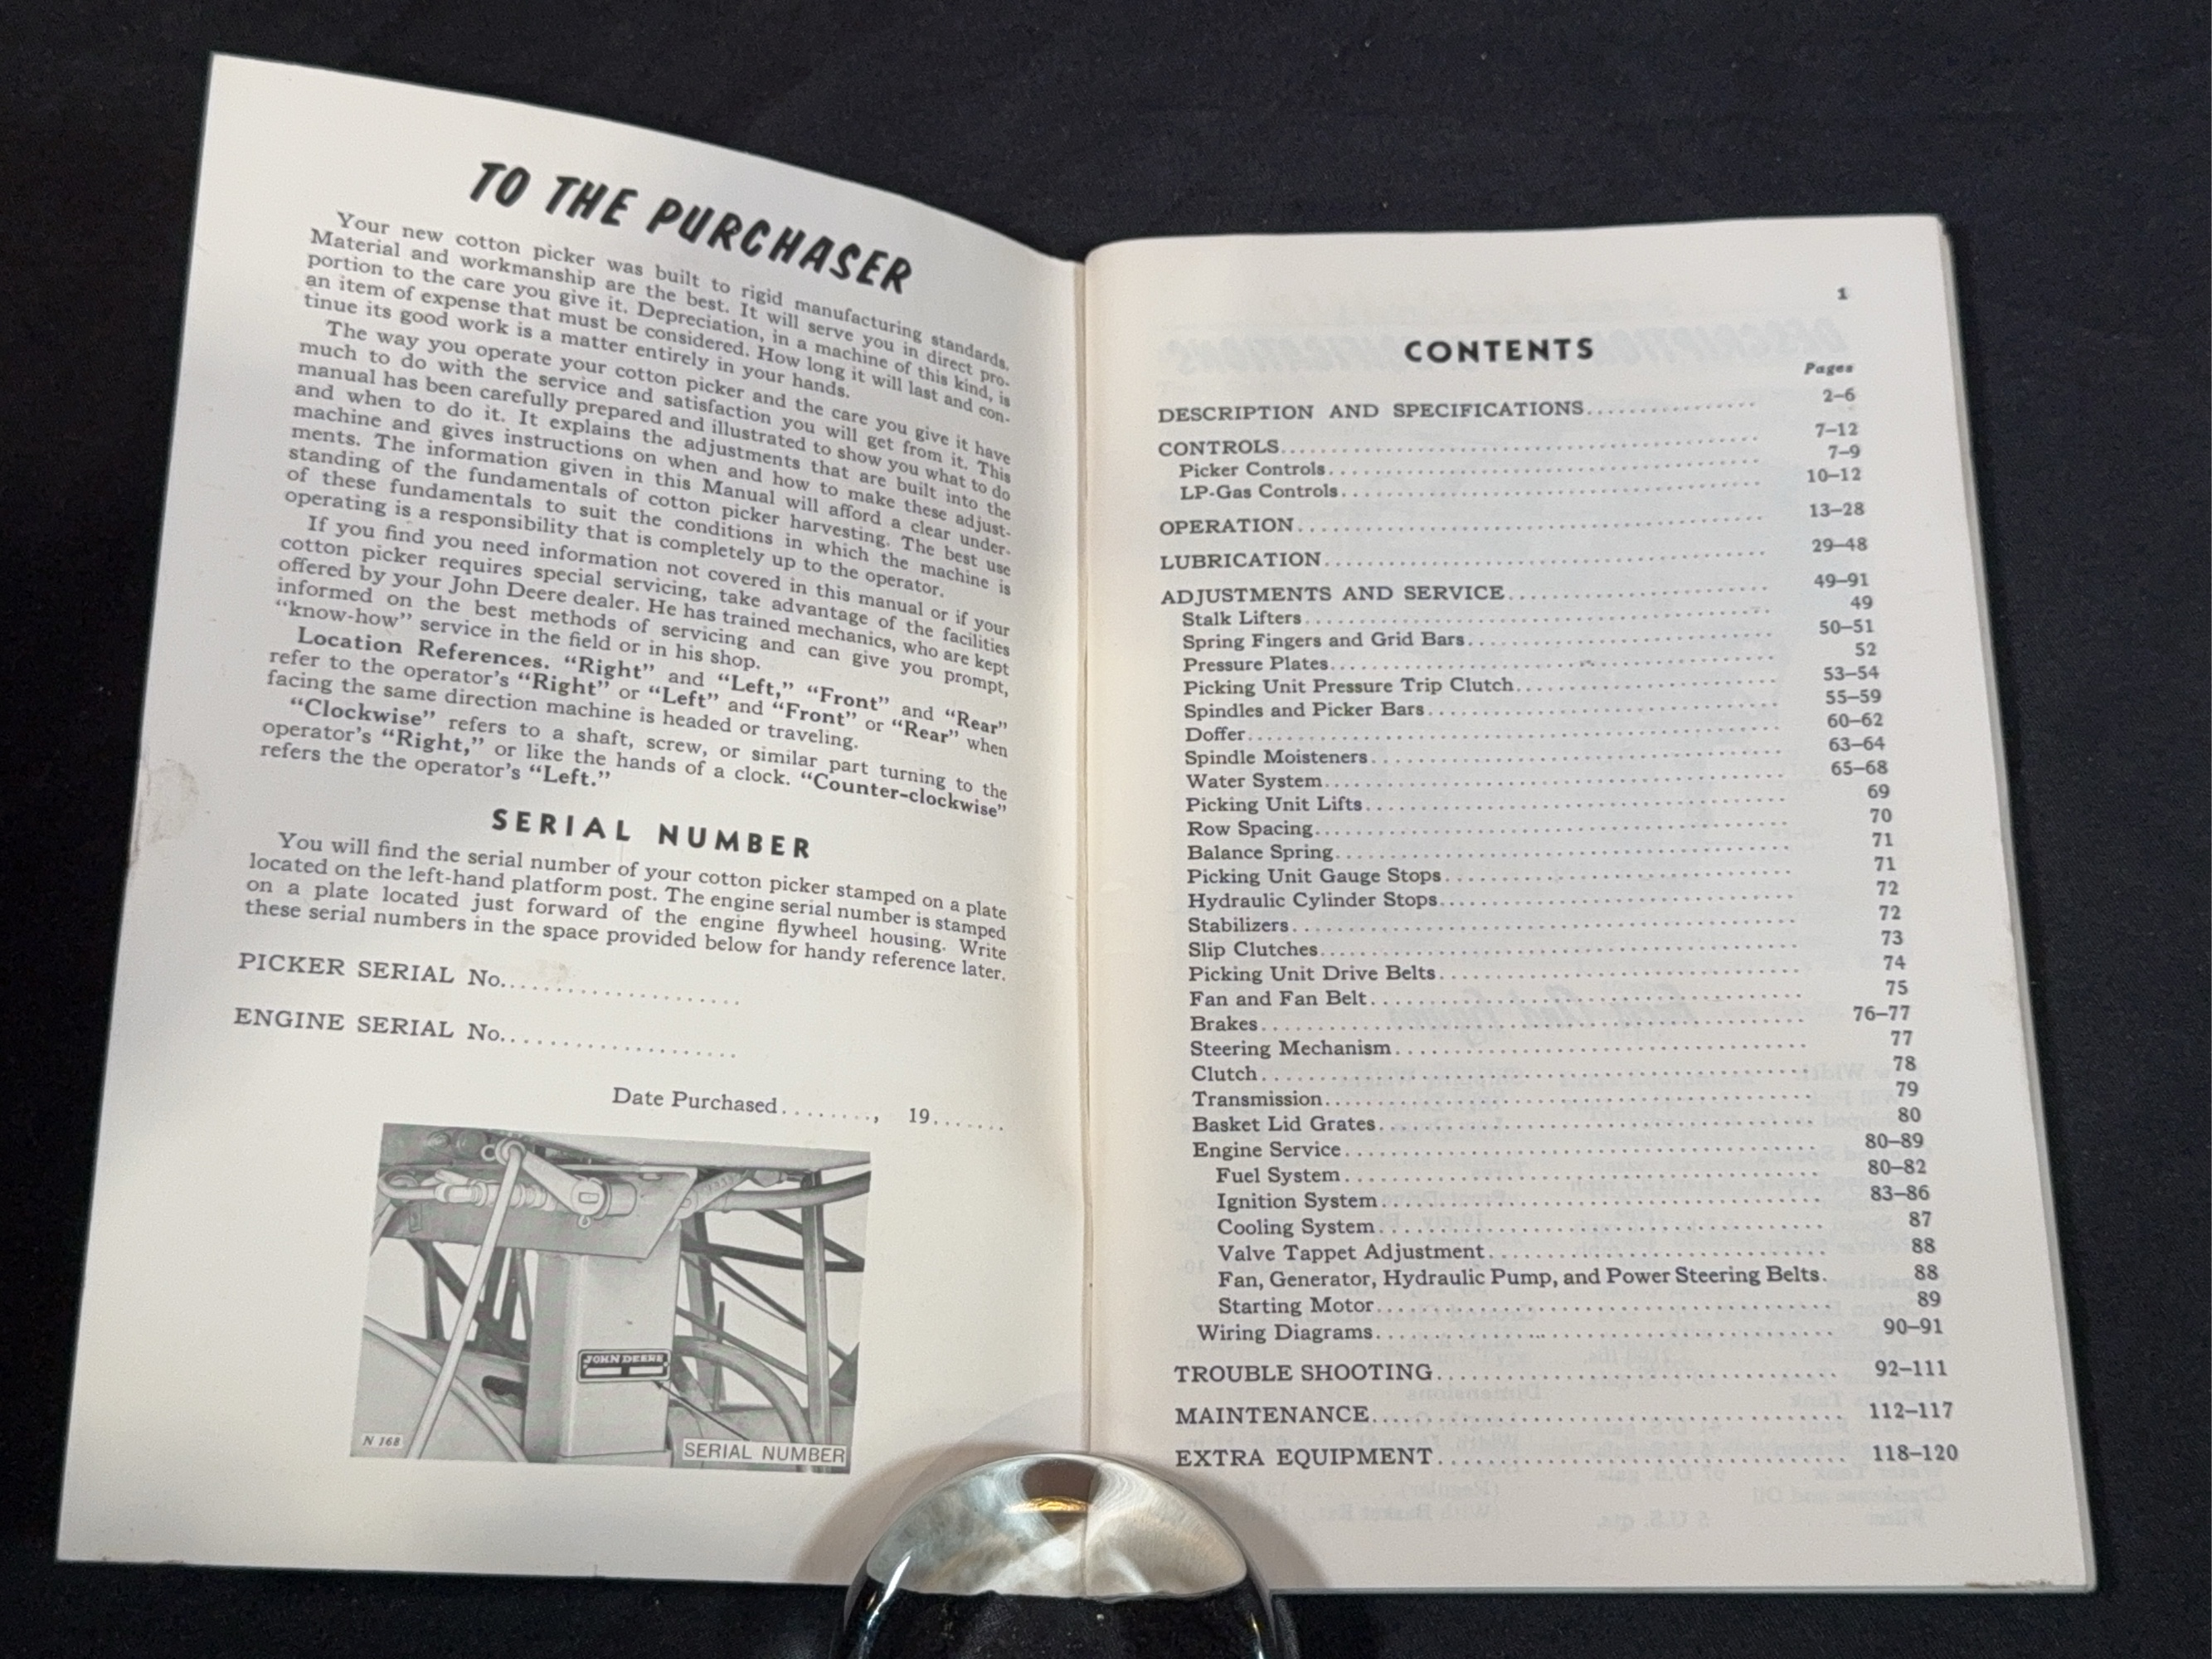 TO THE PURCHASER
Your new cotton picker was built to rigid manufacturing standards.
Material and workmanship are the best. It will serve you in direct pro-
portion to the care you give it. Depreciation, in a machine of this kind, is
an item of expense that must be considered. How long it will last and con-
tinue its good work is a matter entirely in your hands.
The way you operate your cotton picker and the care you give it have
much to do with the service and satisfaction you will get from it. This
manual has been carefully prepared and illustrated to show you what to do
and when to do it. It explains the adjustments that are built into the
machine and gives instructions on when and how to make these adjust-
ments. The information given in this Manual will afford a clear under-
standing of the fundamentals of cotton picker harvesting. The best use
of these fundamentals to suit the conditions in which the machine is
operating is a responsibility that is completely up to the operator.
If you find you need information not covered in this manual or if your
cotton picker requires special servicing, take advantage of the facilities
offered by your John Deere dealer. He has trained mechanics, who are kept
informed on the best methods of servicing and can give you prompt,
“know-how” service in the field or in his shop.
Location References. “Right” and “Left,” “Front” and “Rear”
refer to the operator’s “Right” or “Left” and “Front” or “Rear” when
facing the same direction machine is headed or traveling.
“Clockwise” refers to a shaft, screw, or similar part turning to the
operator’s “Right,” or like the hands of a clock. “Counter-clockwise”
refers the the operator’s “Left.”
SERIAL NUMBER
You will find the serial number of your cotton picker stamped on a plate
located on the left-hand platform post. The engine serial number is stamped
on a plate located just forward of the engine flywheel housing. Write
these serial numbers in the space provided below for handy reference later.
PICKER SERIAL No......................
ENGINE SERIAL No......................
Date Purchased........, 19.......
JOHN DEERE
N 168
SERIAL NUMBER
1
CONTENTS
Pages
DESCRIPTION AND SPECIFICATIONS............... 2–6
CONTROLS............... 7–12
Picker Controls............... 7–9
LP-Gas Controls............... 10–12
OPERATION............... 13–28
LUBRICATION............... 29–48
ADJUSTMENTS AND SERVICE............... 49–91
Stalk Lifters............... 49
Spring Fingers and Grid Bars............... 50–51
Pressure Plates............... 52
Picking Unit Pressure Trip Clutch............... 53–54
Spindles and Picker Bars............... 55–59
Doffer............... 60–62
Spindle Moisteners............... 63–64
Water System............... 65–68
Picking Unit Lifts............... 69
Row Spacing............... 70
Balance Spring............... 71
Picking Unit Gauge Stops............... 71
Hydraulic Cylinder Stops............... 72
Stabilizers............... 72
Slip Clutches............... 73
Picking Unit Drive Belts............... 74
Fan and Fan Belt............... 75
Brakes............... 76–77
Steering Mechanism............... 77
Clutch............... 78
Transmission............... 79
Basket Lid Grates............... 80
Engine Service............... 80–89
Fuel System............... 80–82
Ignition System............... 83–86
Cooling System............... 87
Valve Tappet Adjustment............... 88
Fan, Generator, Hydraulic Pump, and Power Steering Belts. 88
Starting Motor............... 89
Wiring Diagrams............... 90–91
TROUBLE SHOOTING............... 92–111
MAINTENANCE............... 112–117
EXTRA EQUIPMENT............... 118–120